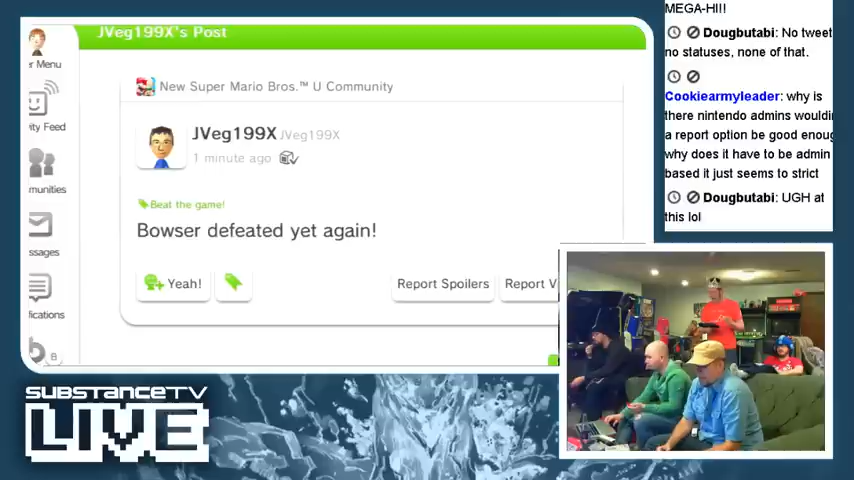 JVeg199X's Post
r Menu
ity Feed
munities
ssages
fications
B
New Super Mario Bros.™ U Community
JVeg199X JVeg199X
1 minute ago
Beat the game!
Bowser defeated yet again!
Yeah!
Report Spoilers
Report V
MEGA-HI!!
Dougbutabi: No tweet
no statuses, none of that.
Cookiearmyleader: why is
there nintendo admins wouldn
a report option be good enoug
why does it have to be admin
based it just seems to strict
Dougbutabi: UGH at
this lol
SUBSTANCETV
LIVE